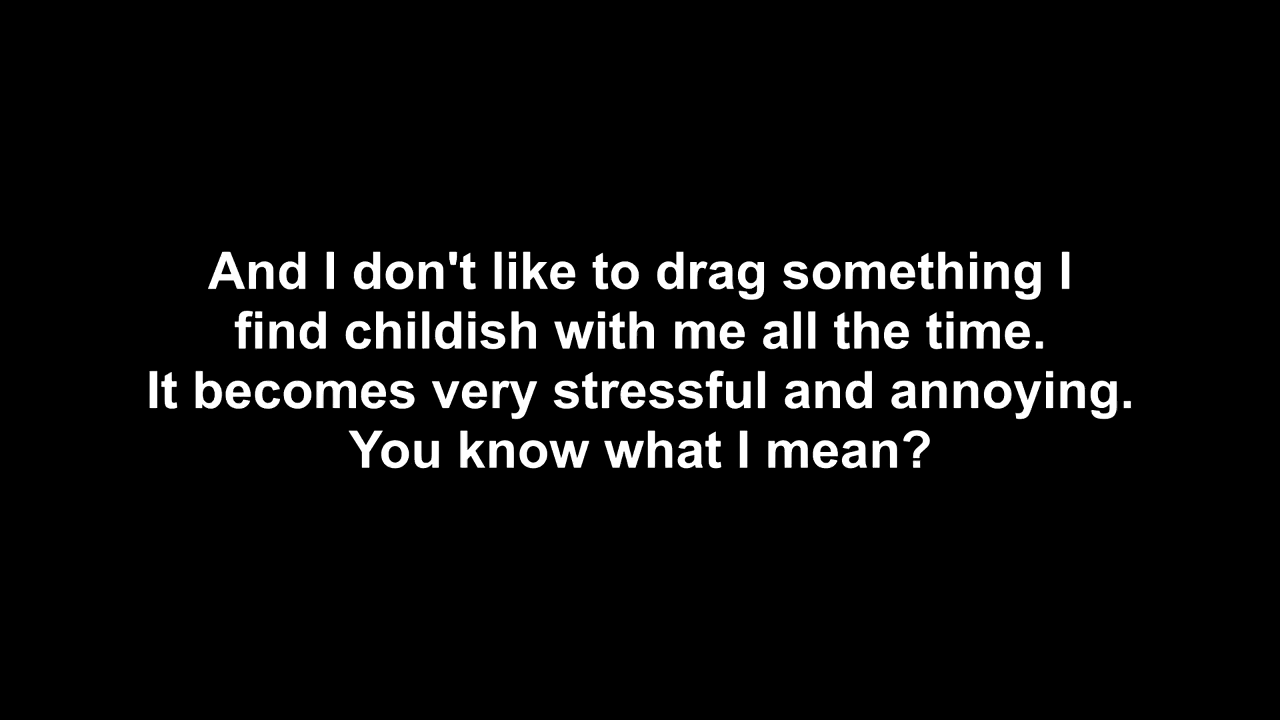 And I don't like to drag something I
find childish with me all the time.
It becomes very stressful and annoying.
You know what I mean?